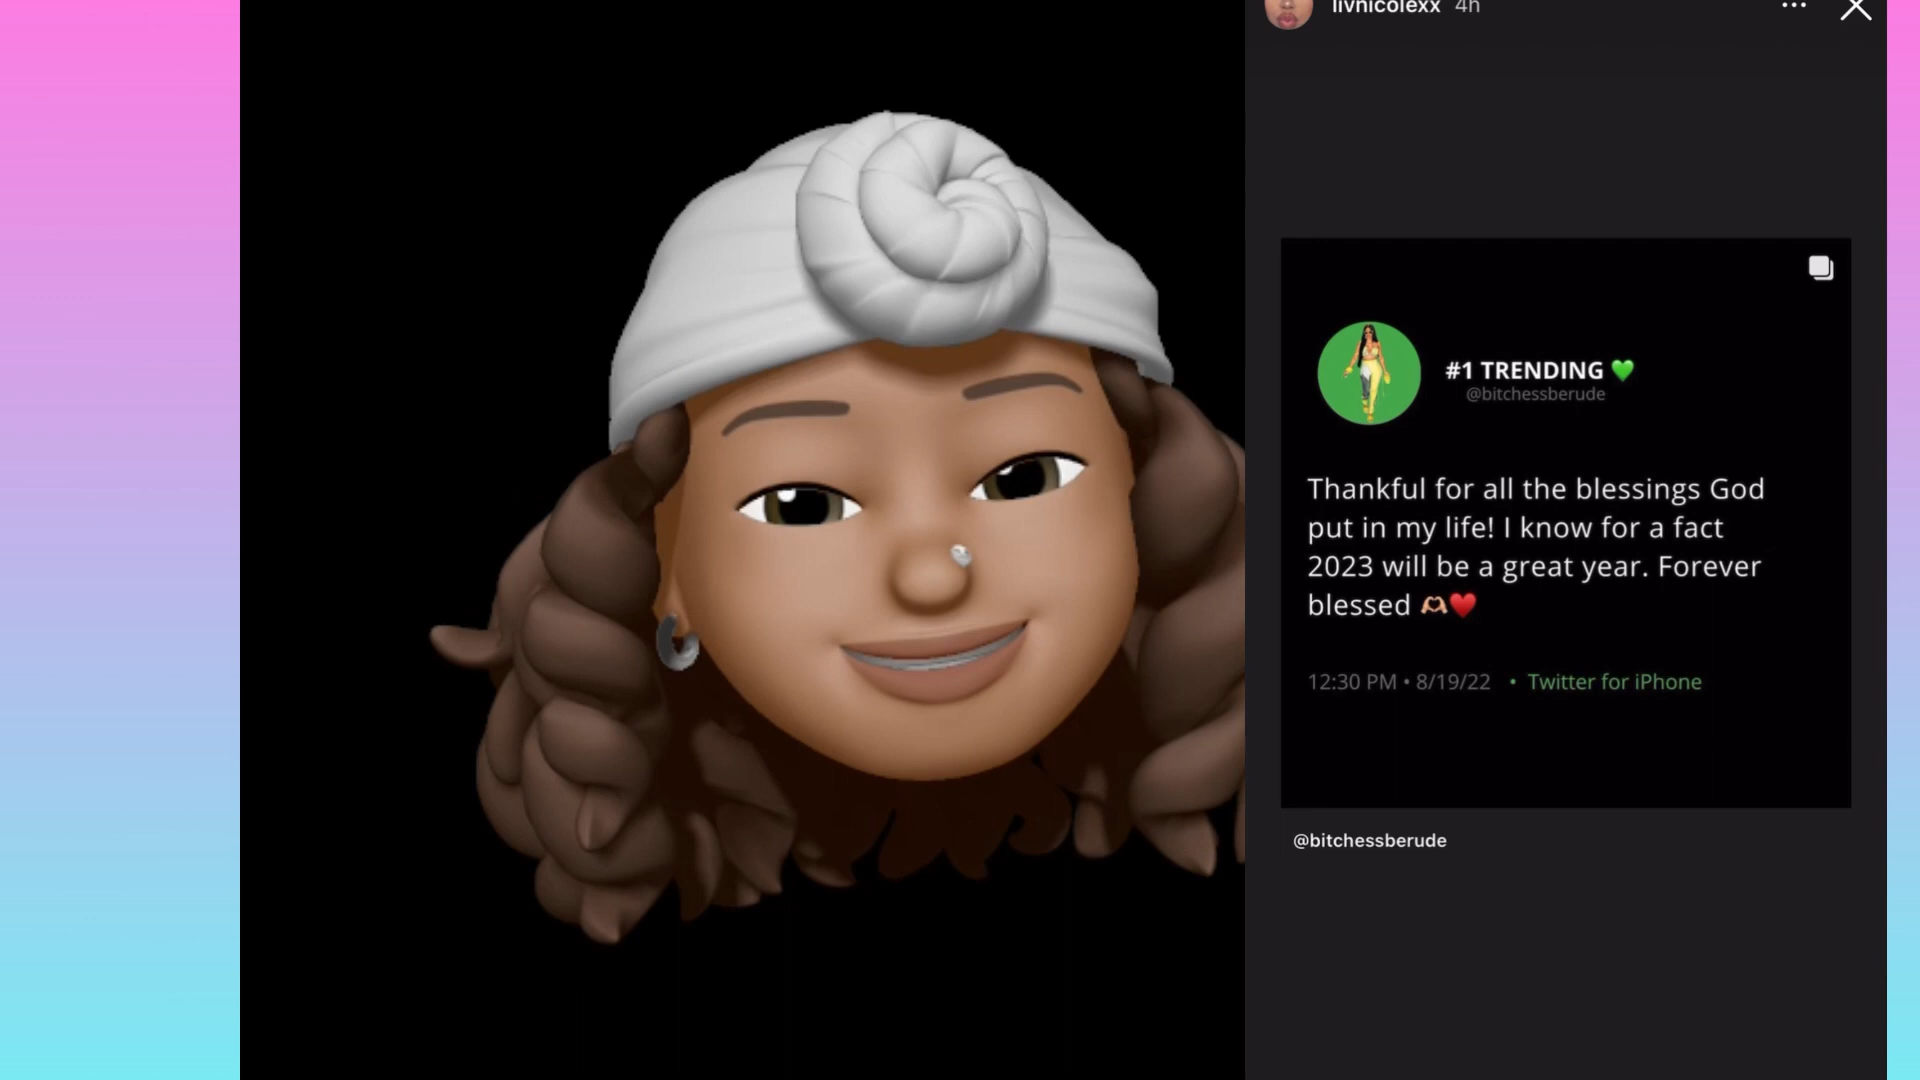 livnicolexx 4h
#1 TRENDING 💚
@bitchessberude
Thankful for all the blessings God
put in my life! I know for a fact
2023 will be a great year. Forever
blessed 🫶🏼♥️
12:30 PM • 8/19/22 • Twitter for iPhone
@bitchessberude